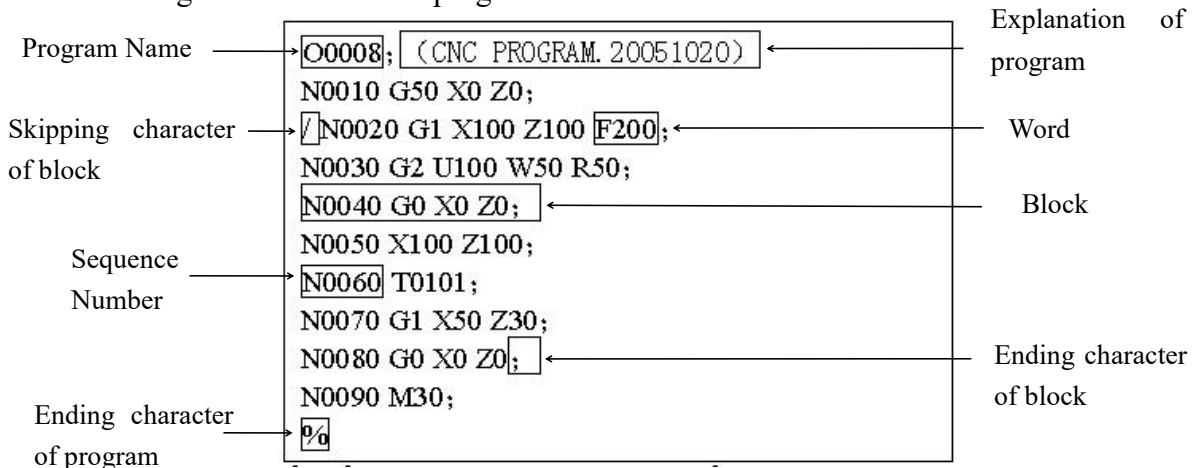 Explanation of
program
Program Name
O0008; (CNC PROGRAM. 20051020)
N0010 G50 X0 Z0;
Skipping character
of block
/N0020 G1 X100 Z100 F200;
Word
N0030 G2 U100 W50 R50;
N0040 G0 X0 Z0;
Block
N0050 X100 Z100;
Sequence
Number
N0060 T0101;
N0070 G1 X50 Z30;
N0080 G0 X0 Z0;
Ending character
of block
N0090 M30;
Ending character
of program
%